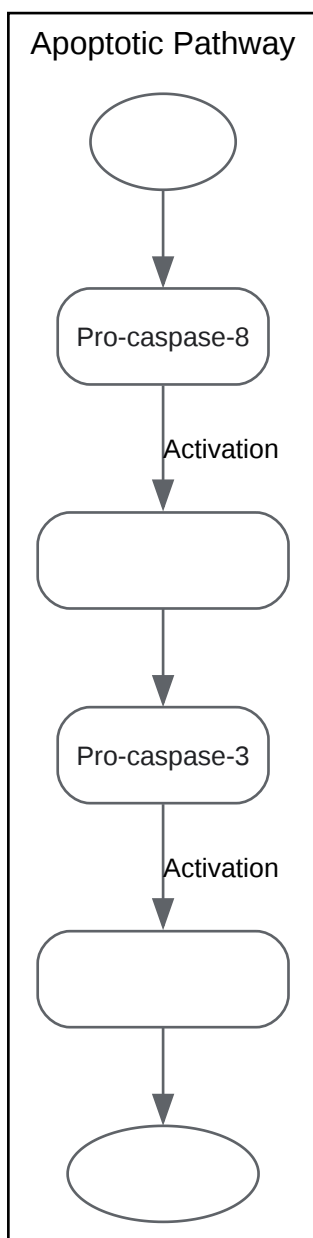 Apoptotic Pathway
Pro-caspase-8
Activation
Pro-caspase-3
Activation